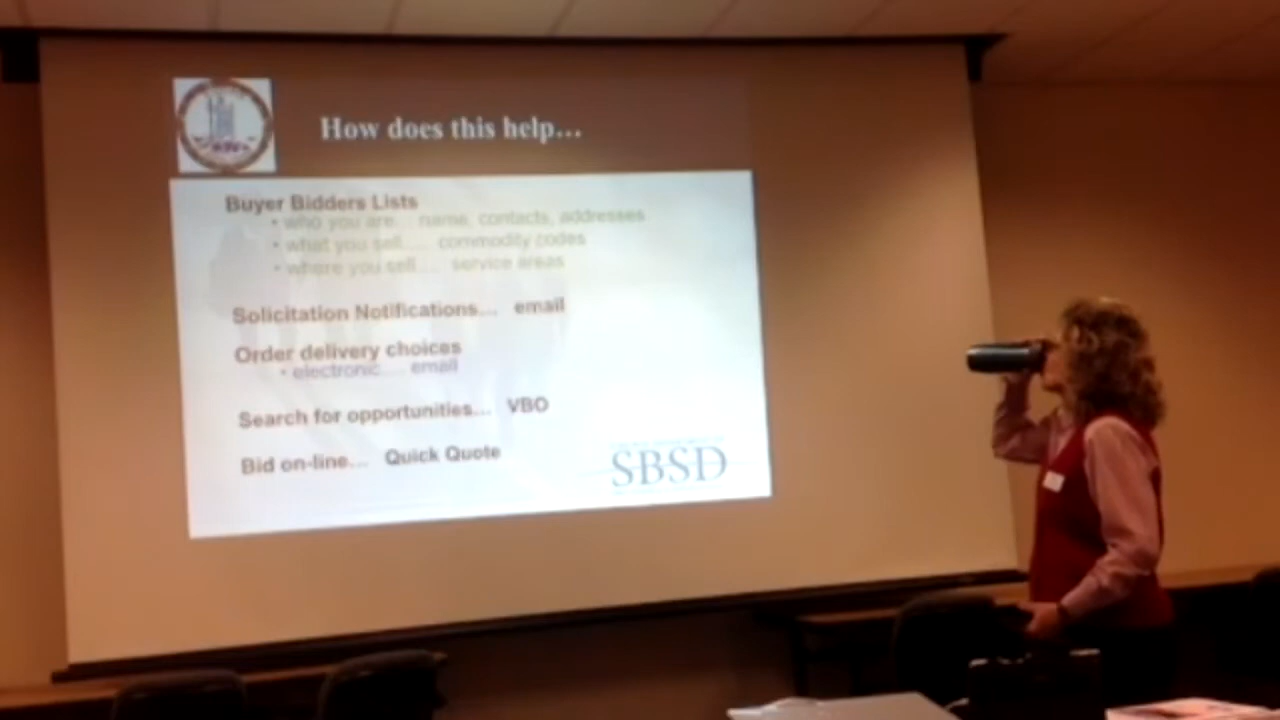 How does this help...
Buyer Bidders Lists
• who you are... name, contacts, addresses
• what you sell..... commodity codes
• where you sell.... service areas
Solicitation Notifications... email
Order delivery choices
• electronic..... email
Search for opportunities... VBO
Bid on-line... Quick Quote
SBSD